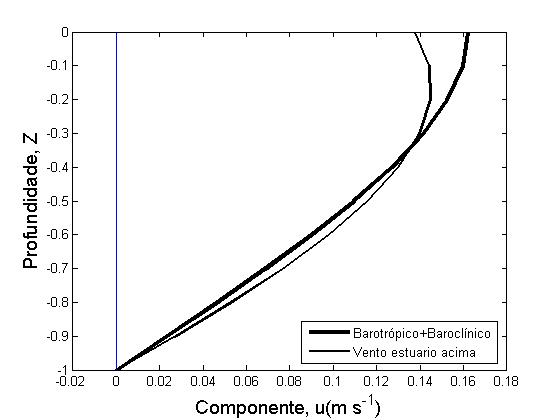 0
-0.1
-0.2
-0.3
-0.4
-0.5
-0.6
-0.7
-0.8
-0.9
-1
Profundidade, Z
Barotrópico+Baroclínico
Vento estuario acima
-0.02 0 0.02 0.04 0.06 0.08 0.1 0.12 0.14 0.16 0.18
Componente, u(m s⁻¹)